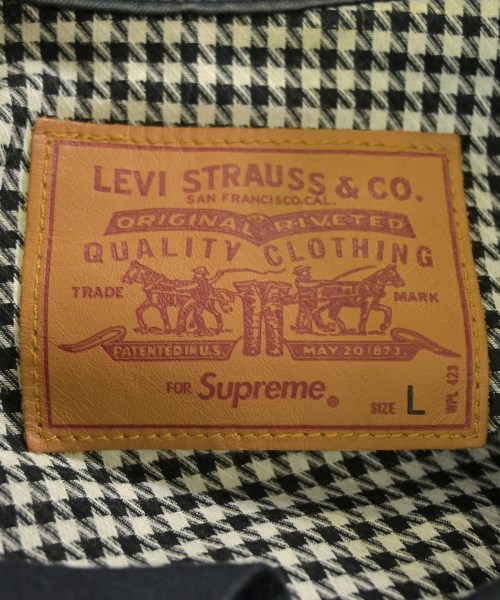 LEVI STRAUSS & CO.
SAN FRANCISCO, CAL.
ORIGINAL RIVETED
QUALITY CLOTHING
TRADE MARK
PATENTED IN U.S. MAY 20 1873
FOR Supreme®
SIZE L
WPL 423